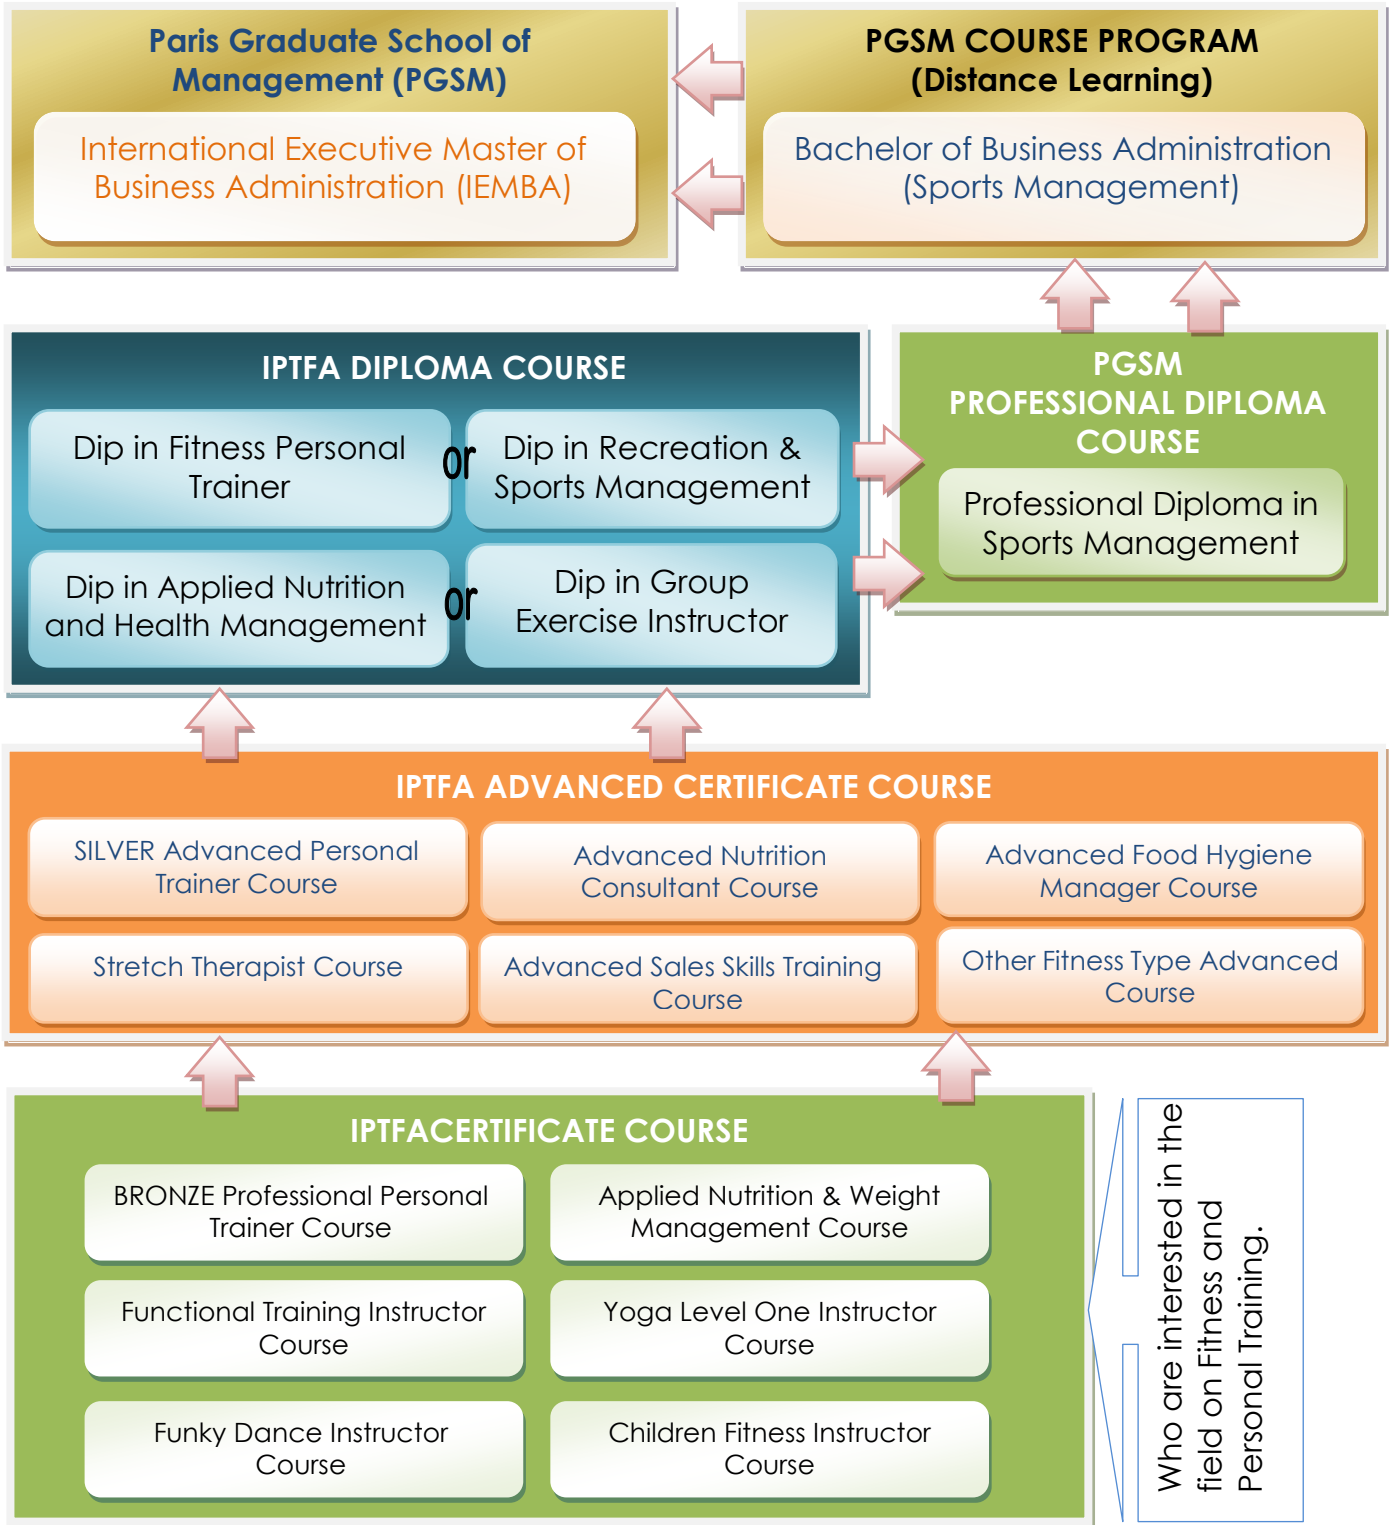 Paris Graduate School of
Management (PGSM)
International Executive Master of
Business Administration (IEMBA)
PGSM COURSE PROGRAM
(Distance Learning)
Bachelor of Business Administration
(Sports Management)
IPTFA DIPLOMA COURSE
Dip in Fitness Personal
Trainer
or
Dip in Recreation &
Sports Management
Dip in Applied Nutrition
and Health Management
or
Dip in Group
Exercise Instructor
PGSM
PROFESSIONAL DIPLOMA
COURSE
Professional Diploma in
Sports Management
IPTFA ADVANCED CERTIFICATE COURSE
SILVER Advanced Personal
Trainer Course
Advanced Nutrition
Consultant Course
Advanced Food Hygiene
Manager Course
Stretch Therapist Course
Advanced Sales Skills Training
Course
Other Fitness Type Advanced
Course
IPTFACERTIFICATE COURSE
BRONZE Professional Personal
Trainer Course
Applied Nutrition & Weight
Management Course
Functional Training Instructor
Course
Yoga Level One Instructor
Course
Funky Dance Instructor
Course
Children Fitness Instructor
Course
Who are interested in the
field on Fitness and
Personal Training.